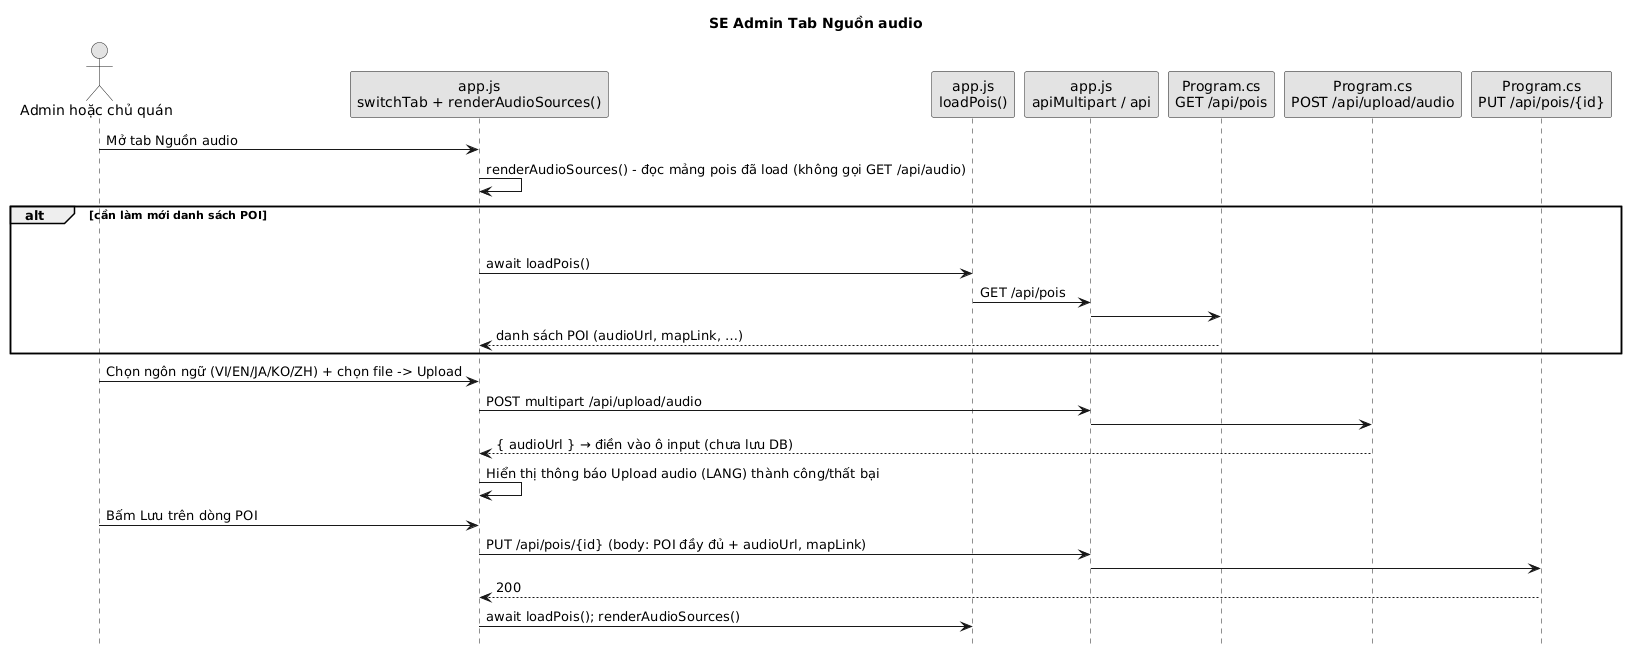 SE Admin Tab Nguồn audio
Admin hoặc chủ quán
app.js
switchTab + renderAudioSources()
app.js
loadPois()
app.js
apiMultipart / api
Program.cs
GET /api/pois
Program.cs
POST /api/upload/audio
Program.cs
PUT /api/pois/{id}
Mở tab Nguồn audio
renderAudioSources() - đọc mảng pois đã load (không gọi GET /api/audio)
alt [cần làm mới danh sách POI]
await loadPois()
GET /api/pois
danh sách POI (audioUrl, mapLink, ...)
Chọn ngôn ngữ (VI/EN/JA/KO/ZH) + chọn file -> Upload
POST multipart /api/upload/audio
{ audioUrl } → điền vào ô input (chưa lưu DB)
Hiển thị thông báo Upload audio (LANG) thành công/thất bại
Bấm Lưu trên dòng POI
PUT /api/pois/{id} (body: POI đầy đủ + audioUrl, mapLink)
200
await loadPois(); renderAudioSources()